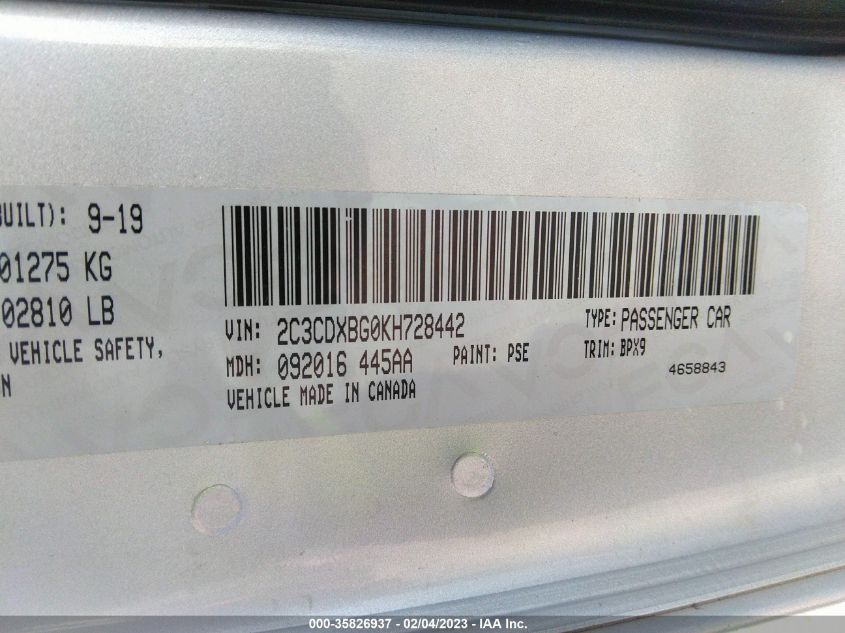 BUILT): 9-19
01275 KG
02810 LB
VEHICLE SAFETY,
N
VIN: 2C3CDXBG0KH728442
TYPE: PASSENGER CAR
MDH: 092016 445AA
PAINT: PSE
TRIM: BPX9
VEHICLE MADE IN CANADA
4658843
000-35826937 - 02/04/2023 - IAA Inc.